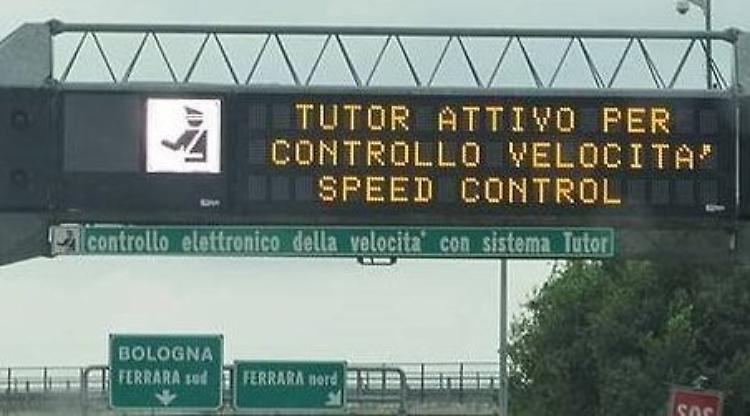 TUTOR ATTIVO PER
CONTROLLO VELOCITA'
SPEED CONTROL
controllo elettronico della velocita' con sistema Tutor
BOLOGNA
FERRARA sud
FERRARA nord
SOS